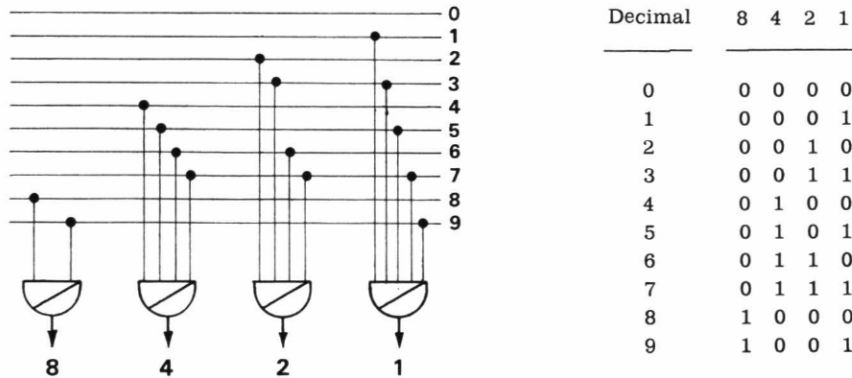 0
1
2
3
4
5
6
7
8
9
8 4 2 1
Decimal 8 4 2 1
0 0 0 0 0
1 0 0 0 1
2 0 0 1 0
3 0 0 1 1
4 0 1 0 0
5 0 1 0 1
6 0 1 1 0
7 0 1 1 1
8 1 0 0 0
9 1 0 0 1